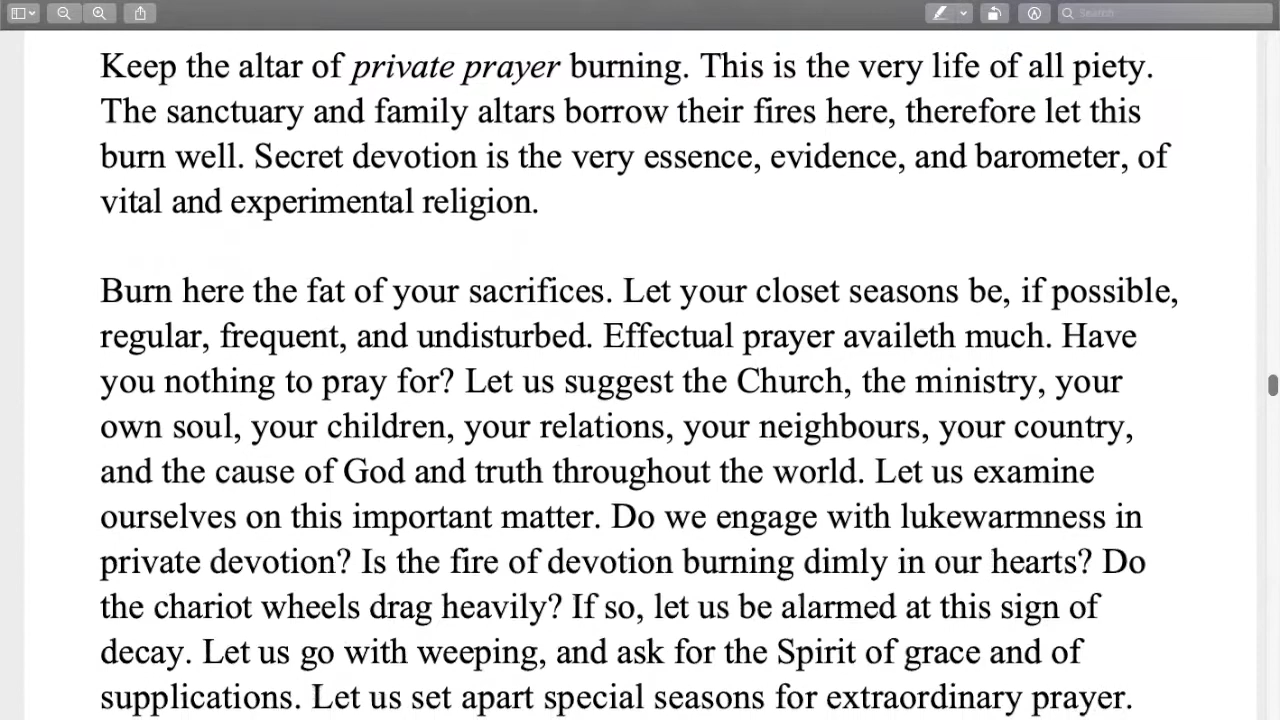 Search
Keep the altar of private prayer burning. This is the very life of all piety.
The sanctuary and family altars borrow their fires here, therefore let this
burn well. Secret devotion is the very essence, evidence, and barometer, of
vital and experimental religion.
Burn here the fat of your sacrifices. Let your closet seasons be, if possible,
regular, frequent, and undisturbed. Effectual prayer availeth much. Have
you nothing to pray for? Let us suggest the Church, the ministry, your
own soul, your children, your relations, your neighbours, your country,
and the cause of God and truth throughout the world. Let us examine
ourselves on this important matter. Do we engage with lukewarmness in
private devotion? Is the fire of devotion burning dimly in our hearts? Do
the chariot wheels drag heavily? If so, let us be alarmed at this sign of
decay. Let us go with weeping, and ask for the Spirit of grace and of
supplications. Let us set apart special seasons for extraordinary prayer.